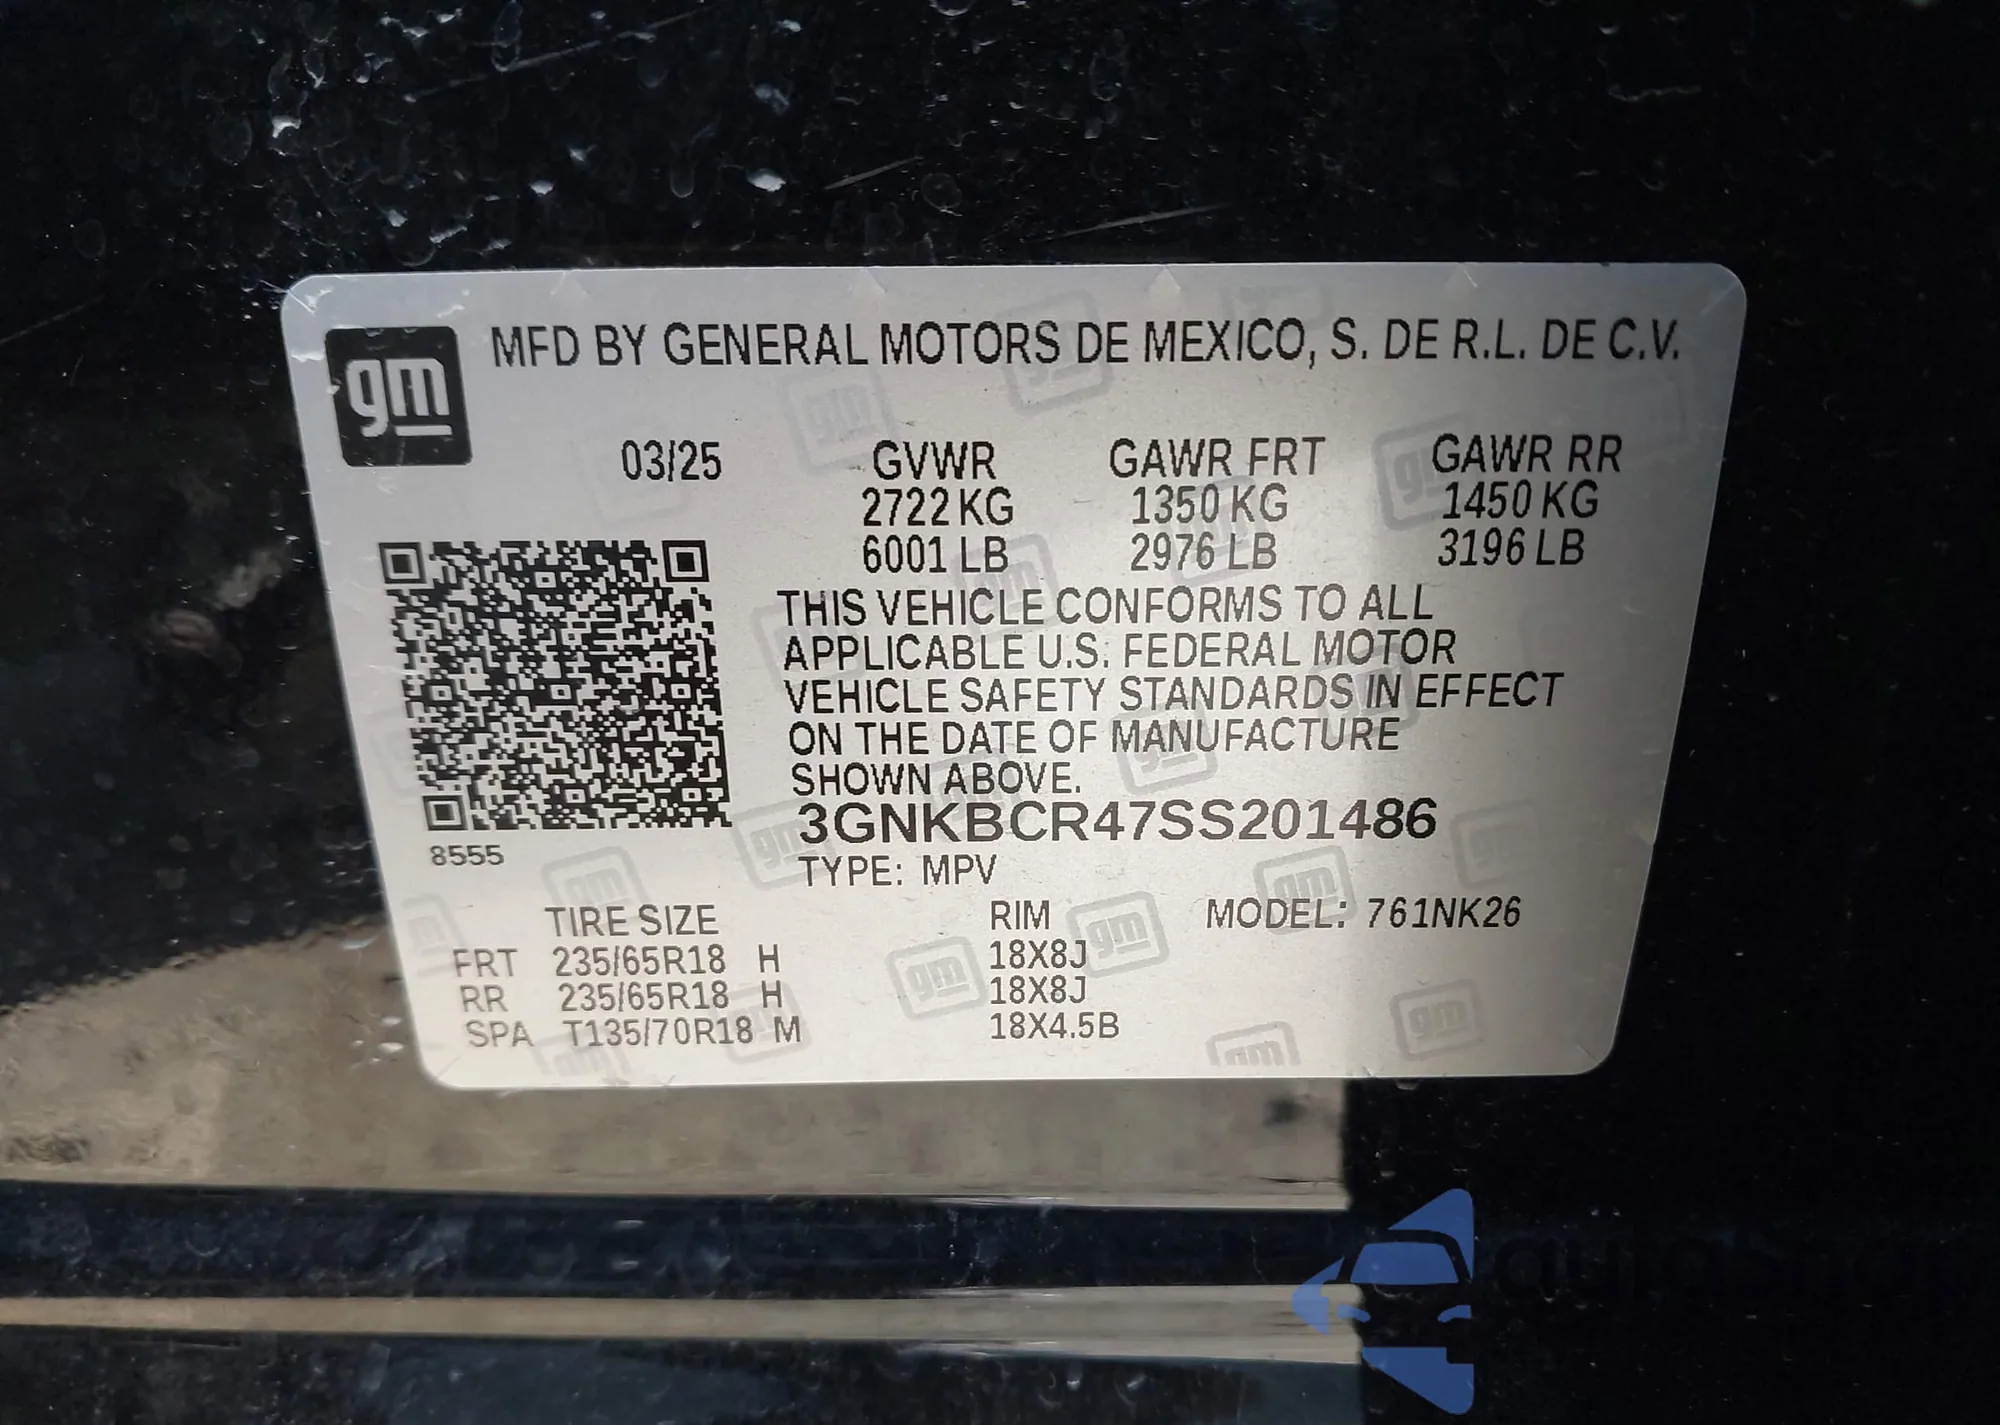 gm
MFD BY GENERAL MOTORS DE MEXICO, S. DE R.L. DE C.V.
03/25 GVWR GAWR FRT GAWR RR
2722 KG 1350 KG 1450 KG
6001 LB 2976 LB 3196 LB
THIS VEHICLE CONFORMS TO ALL
APPLICABLE U.S. FEDERAL MOTOR
VEHICLE SAFETY STANDARDS IN EFFECT
ON THE DATE OF MANUFACTURE
SHOWN ABOVE.
3GNKBCR47SS201486
8555
TYPE: MPV
TIRE SIZE RIM MODEL: 761NK26
FRT 235/65R18 H 18X8J
RR 235/65R18 H 18X8J
SPA T135/70R18 M 18X4.5B